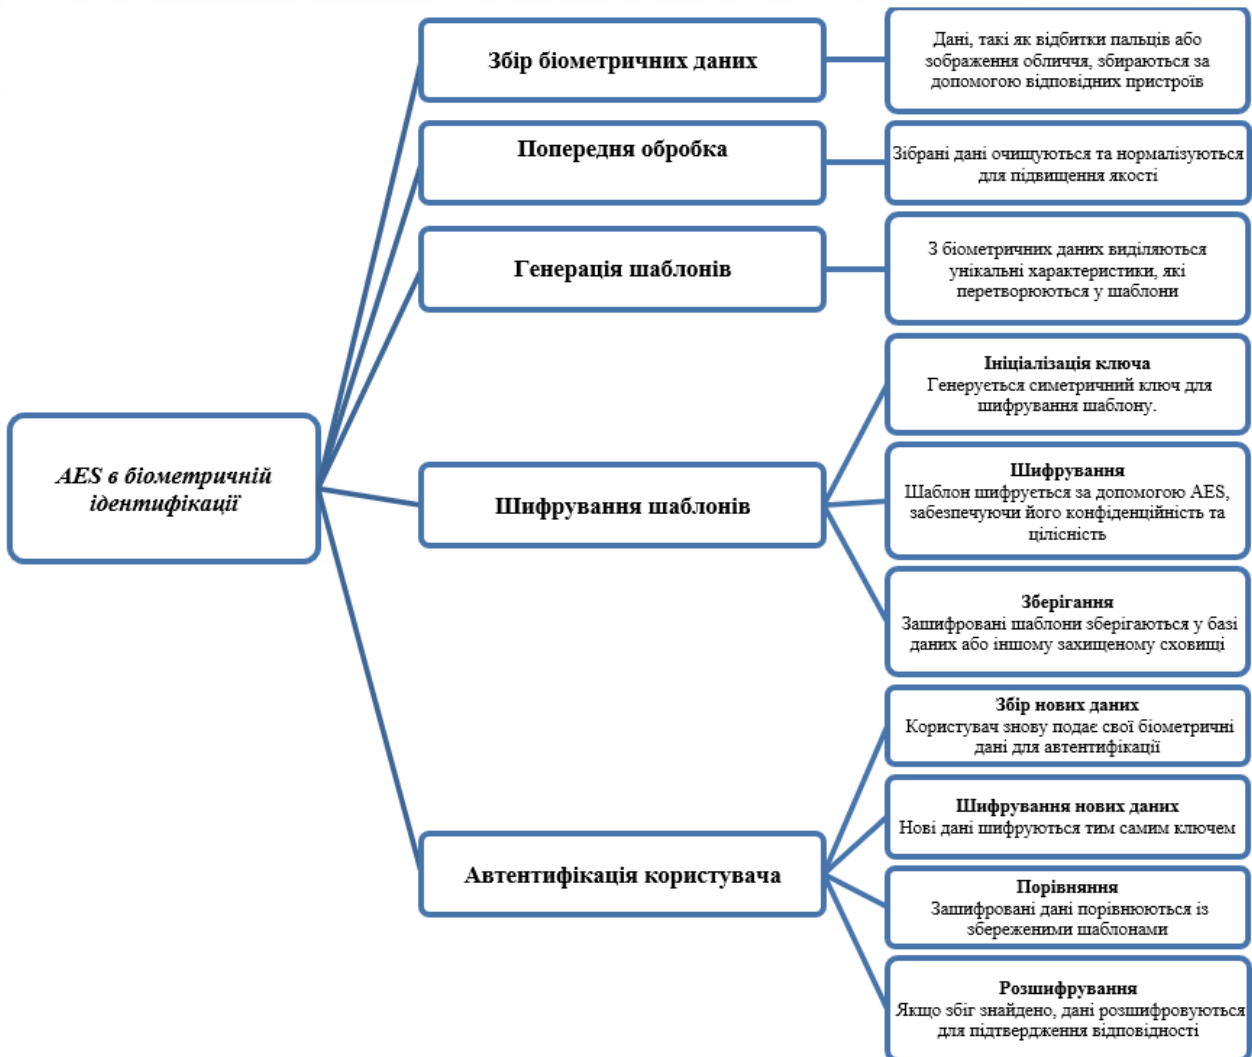 AES в біометричній
ідентифікації
Збір біометричних даних
Дані, такі як відбитки пальців або
зображення обличчя, збираються за
допомогою відповідних пристроїв
Попередня обробка
Зібрані дані очищуються та нормалізуються
для підвищення якості
Генерація шаблонів
З біометричних даних виділяються
унікальні характеристики, які
перетворюються у шаблони
Шифрування шаблонів
Ініціалізація ключа
Генерується симетричний ключ для
шифрування шаблону.
Шифрування
Шаблон шифрується за допомогою AES,
забезпечуючи його конфіденційність та
цілісність
Зберігання
Зашифровані шаблони зберігаються у базі
даних або іншому захищеному сховищі
Автентифікація користувача
Збір нових даних
Користувач знову подає свої біометричні
дані для автентифікації
Шифрування нових даних
Нові дані шифруються тим самим ключем
Порівняння
Зашифровані дані порівнюються із
збереженими шаблонами
Розшифрування
Якщо збіг знайдено, дані розшифровуються
для підтвердження відповідності